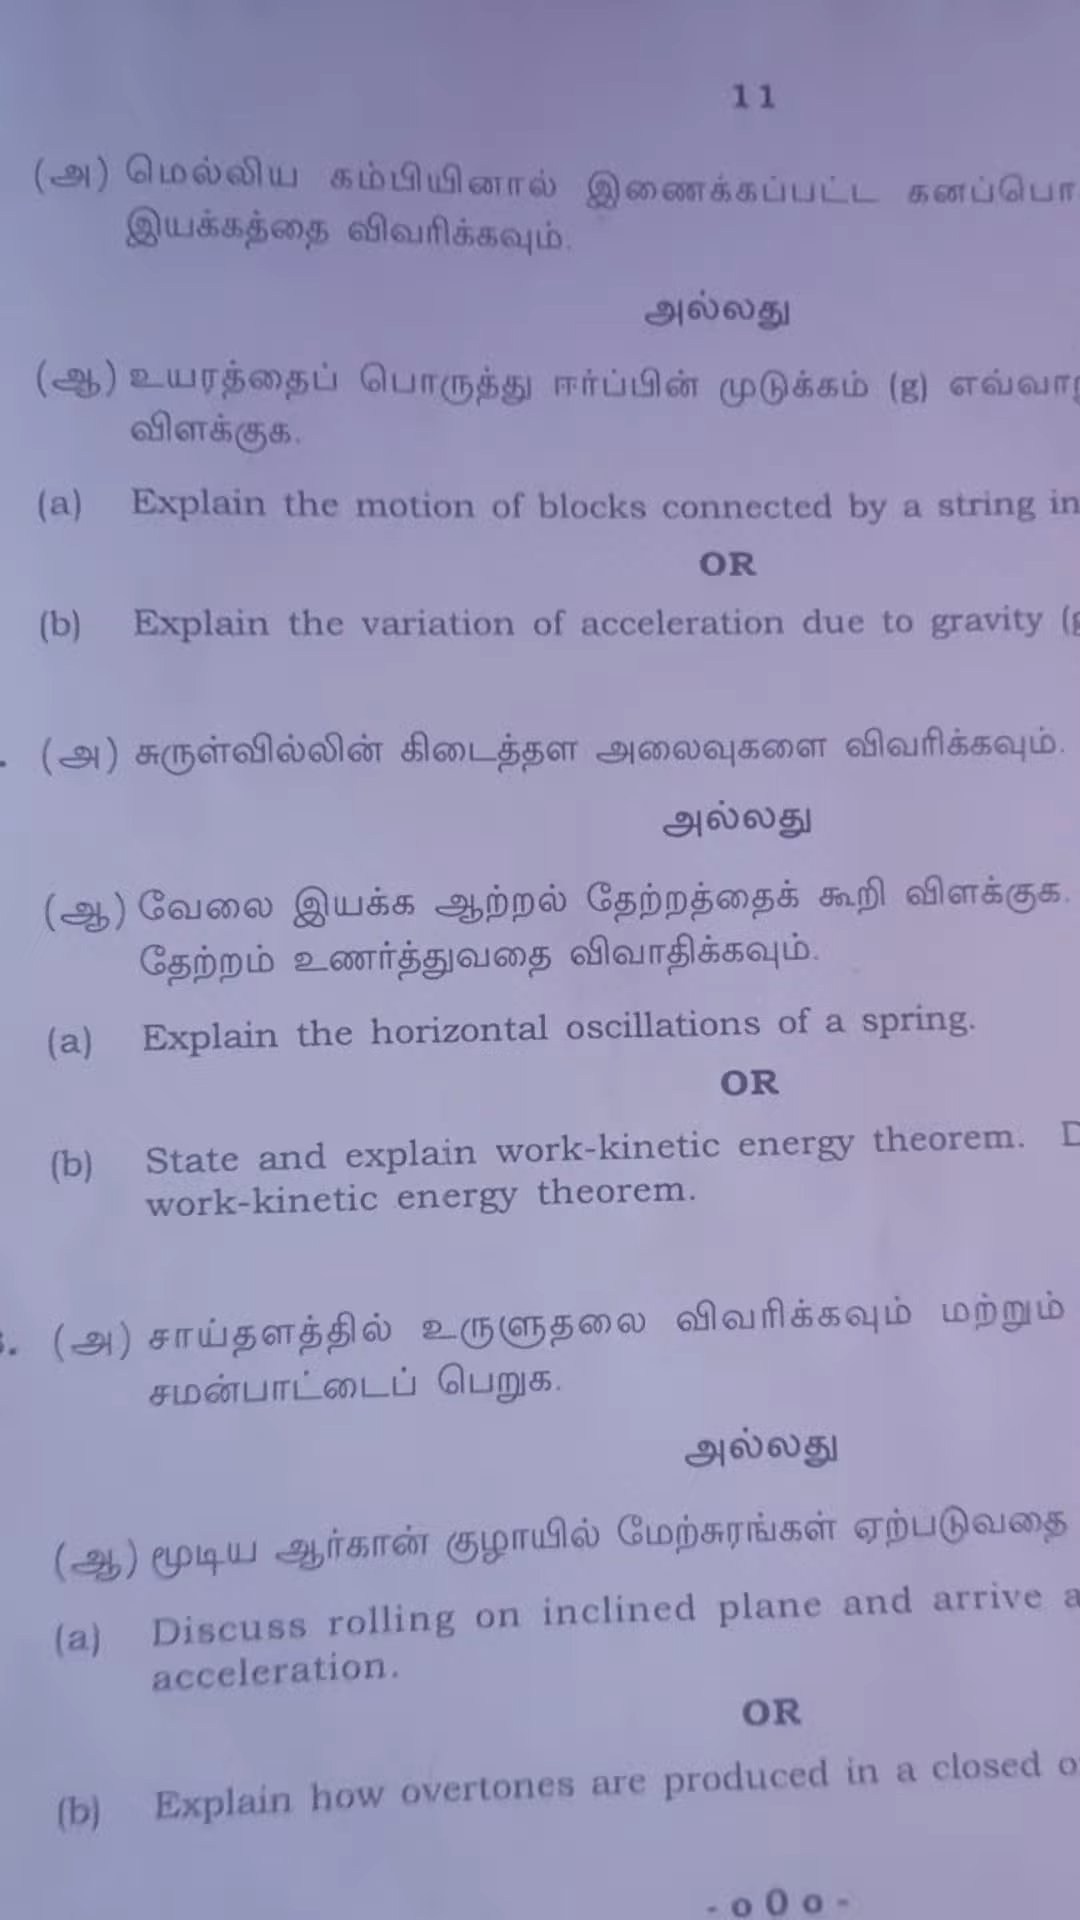 11
(அ) மெல்லிய கம்பியினால் இணைக்கப்பட்ட
இயக்கத்தை விவரிக்கவும்.
அல்லது
(ஆ) உயரத்தைப் பொருத்து ஈர்ப்பின் முடுக்கம் (g)
விளக்குக.
(a) Explain the motion of blocks connected by a string in
OR
(b) Explain the variation of acceleration due to gravity
(அ) சுருள்வில்லின் கிடைத்தள அலைவுகளை விவரிக்கவும்.
அல்லது
(ஆ) வேலை இயக்க ஆற்றல் தேற்றத்தைக் கூறி விளக்குக.
தேற்றம் உணர்த்துவதை விவாதிக்கவும்.
(a) Explain the horizontal oscillations of a spring.
OR
(b) State and explain work-kinetic energy theorem.
work-kinetic energy theorem.
(அ) சாய்தளத்தில் உருளுதலை விவரிக்கவும் மற்றும்
சமன்பாட்டைப் பெறுக.
அல்லது
(ஆ) மூடிய ஆர்கான் குழாயில் மேற்சுரங்கள் ஏற்படுவதை
(a) Discuss rolling on inclined plane and arrive
acceleration.
OR
(b) Explain how overtones are produced in a closed
- o 0 o -